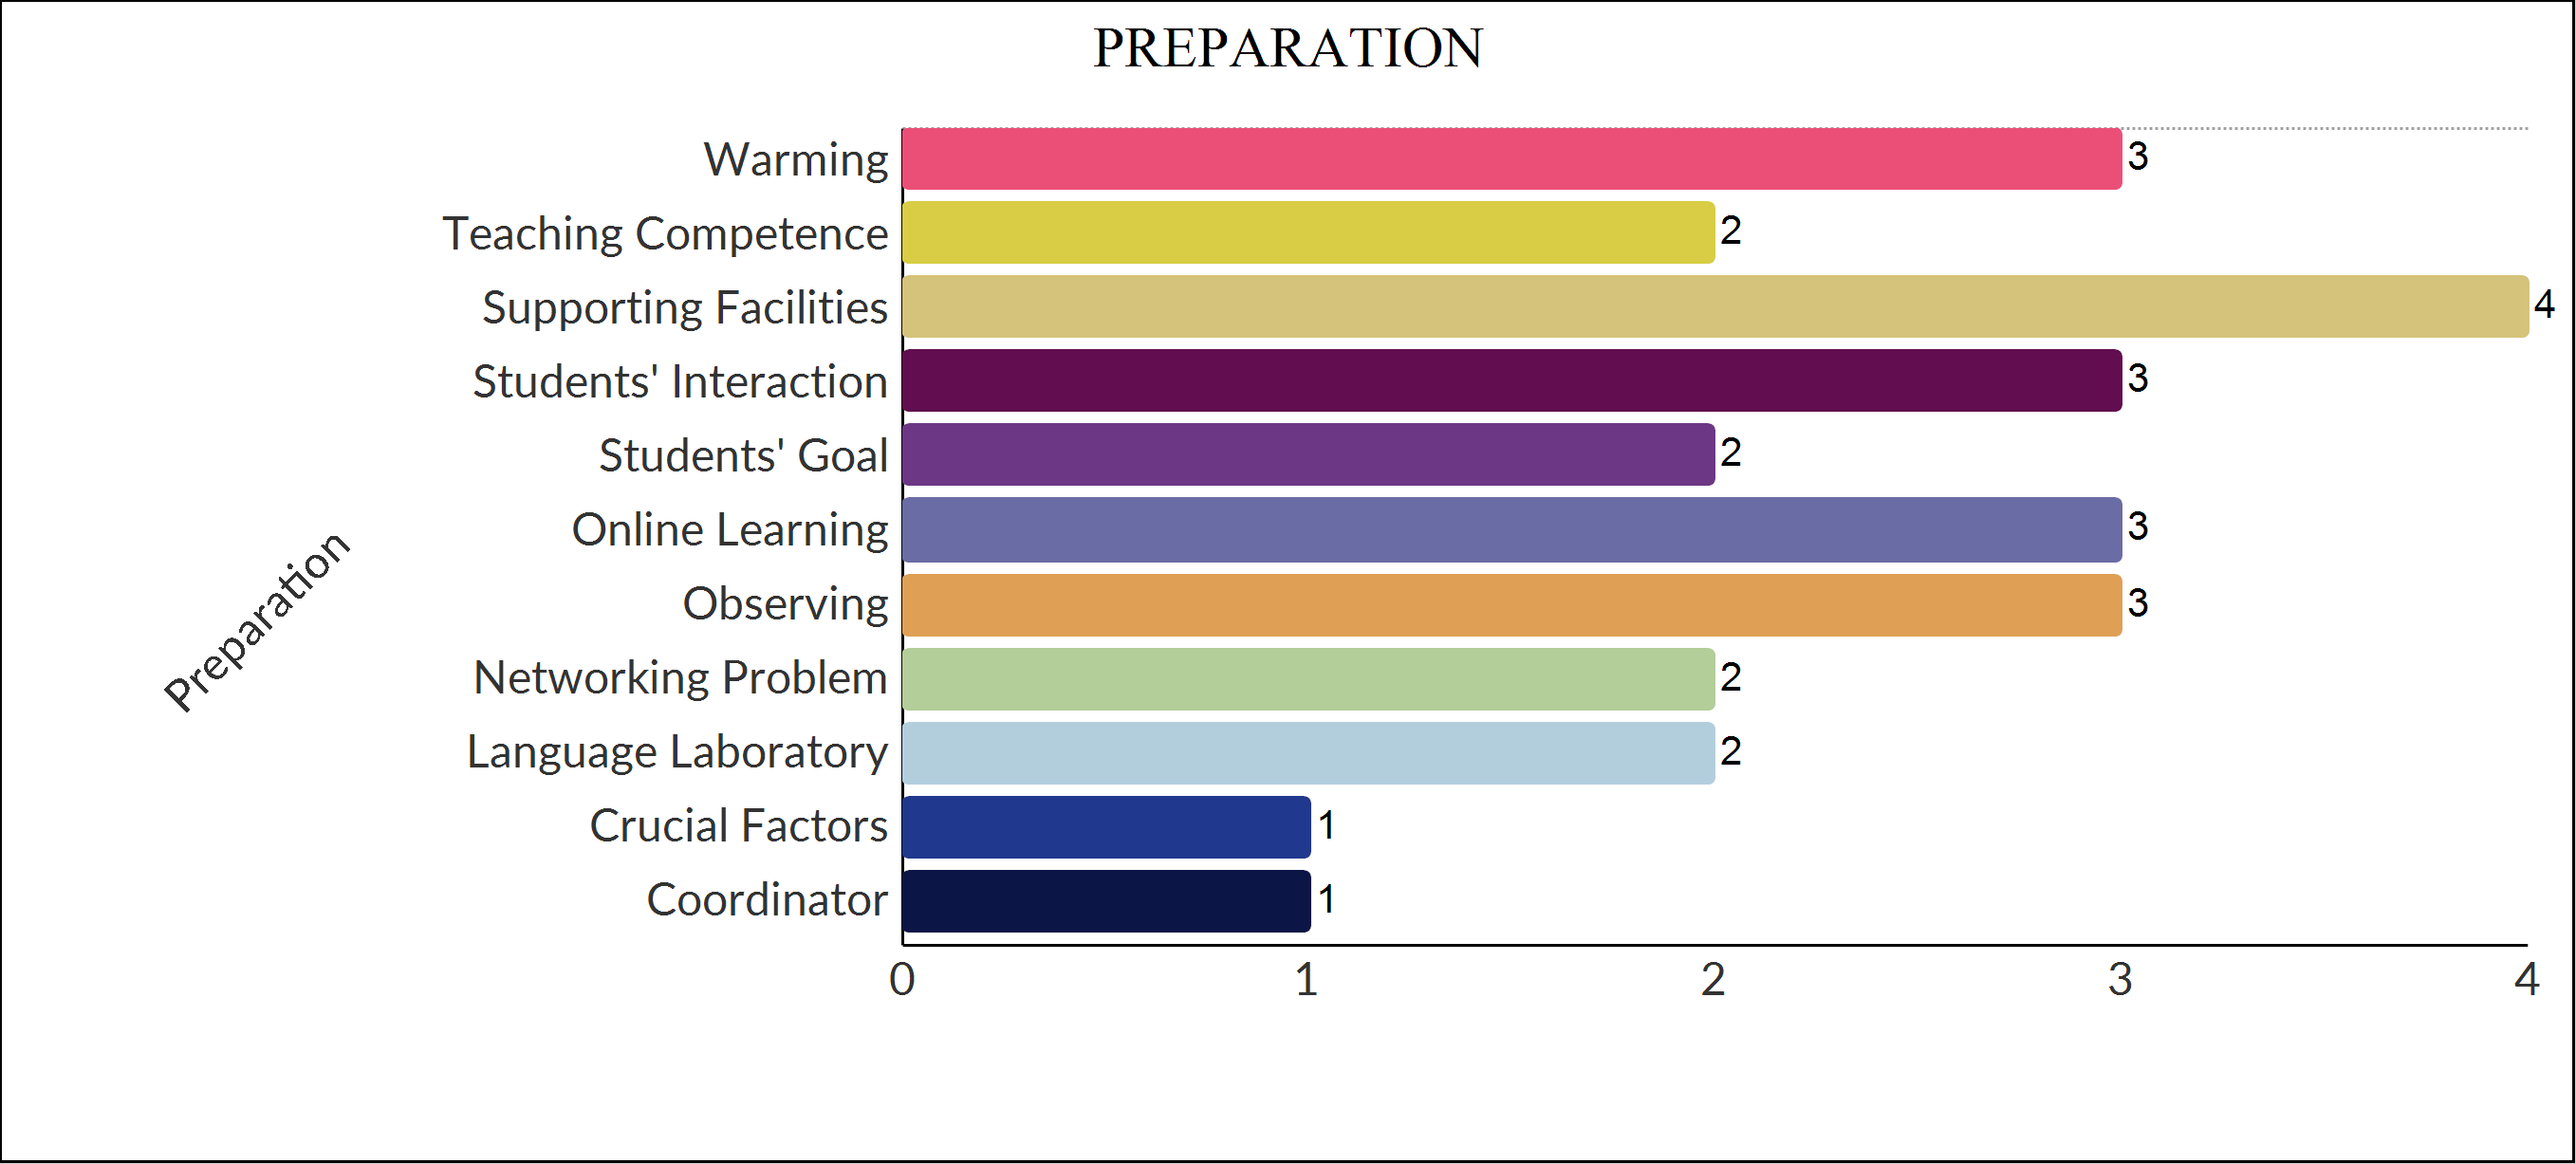 PREPARATION
Warming 3
Teaching Competence 2
Supporting Facilities 4
Students' Interaction 3
Students' Goal 2
Online Learning 3
Observing 3
Preparation
Networking Problem 2
Language Laboratory 2
Crucial Factors 1
Coordinator 1
0 1 2 3 4